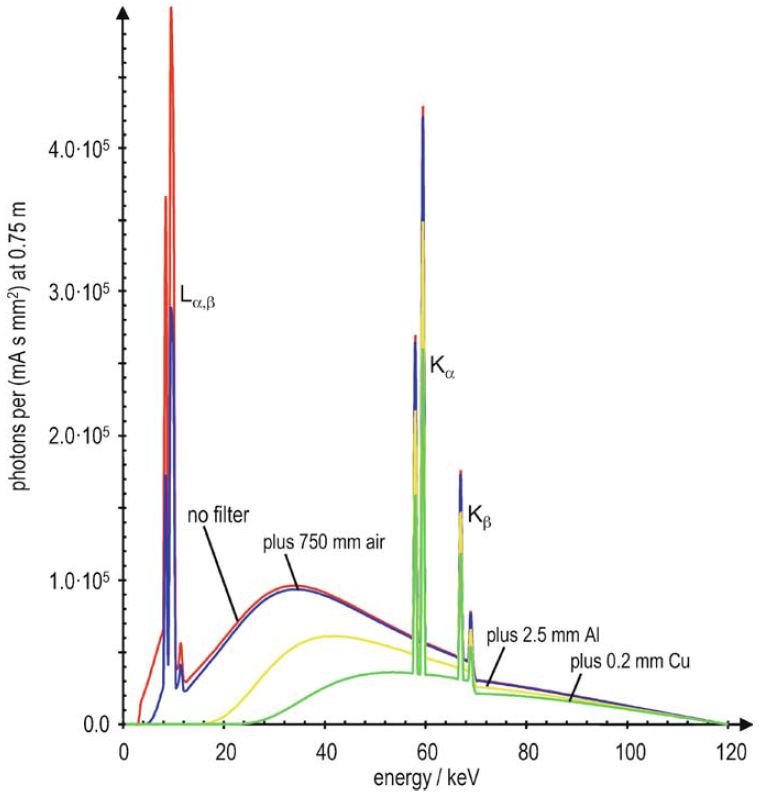 photons per (mA s mm²) at 0.75 m
4.0·10⁵
3.0·10⁵
2.0·10⁵
1.0·10⁵
0.0
Lα,β
no filter
plus 750 mm air
Kα
Kβ
plus 2.5 mm Al
plus 0.2 mm Cu
0 20 40 60 80 100 120
energy / keV